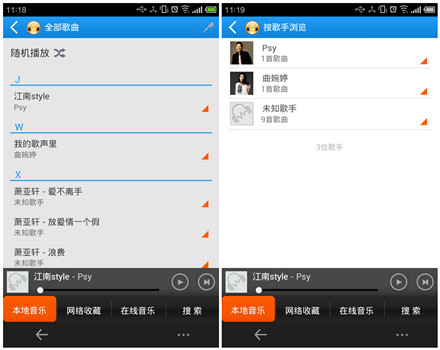 11:18
全部歌曲
随机播放
J
江南style
Psy
W
我的歌声里
曲婉婷
X
萧亚轩 - 爱不离手
未知歌手
萧亚轩 - 放爱情一个假
未知歌手
萧亚轩 - 浪费
未知歌手
江南style - Psy
本地音乐 网络收藏 在线音乐 搜 索
11:19
按歌手浏览
Psy
1首歌曲
曲婉婷
1首歌曲
未知歌手
9首歌曲
3位歌手
江南style - Psy
本地音乐 网络收藏 在线音乐 搜 索